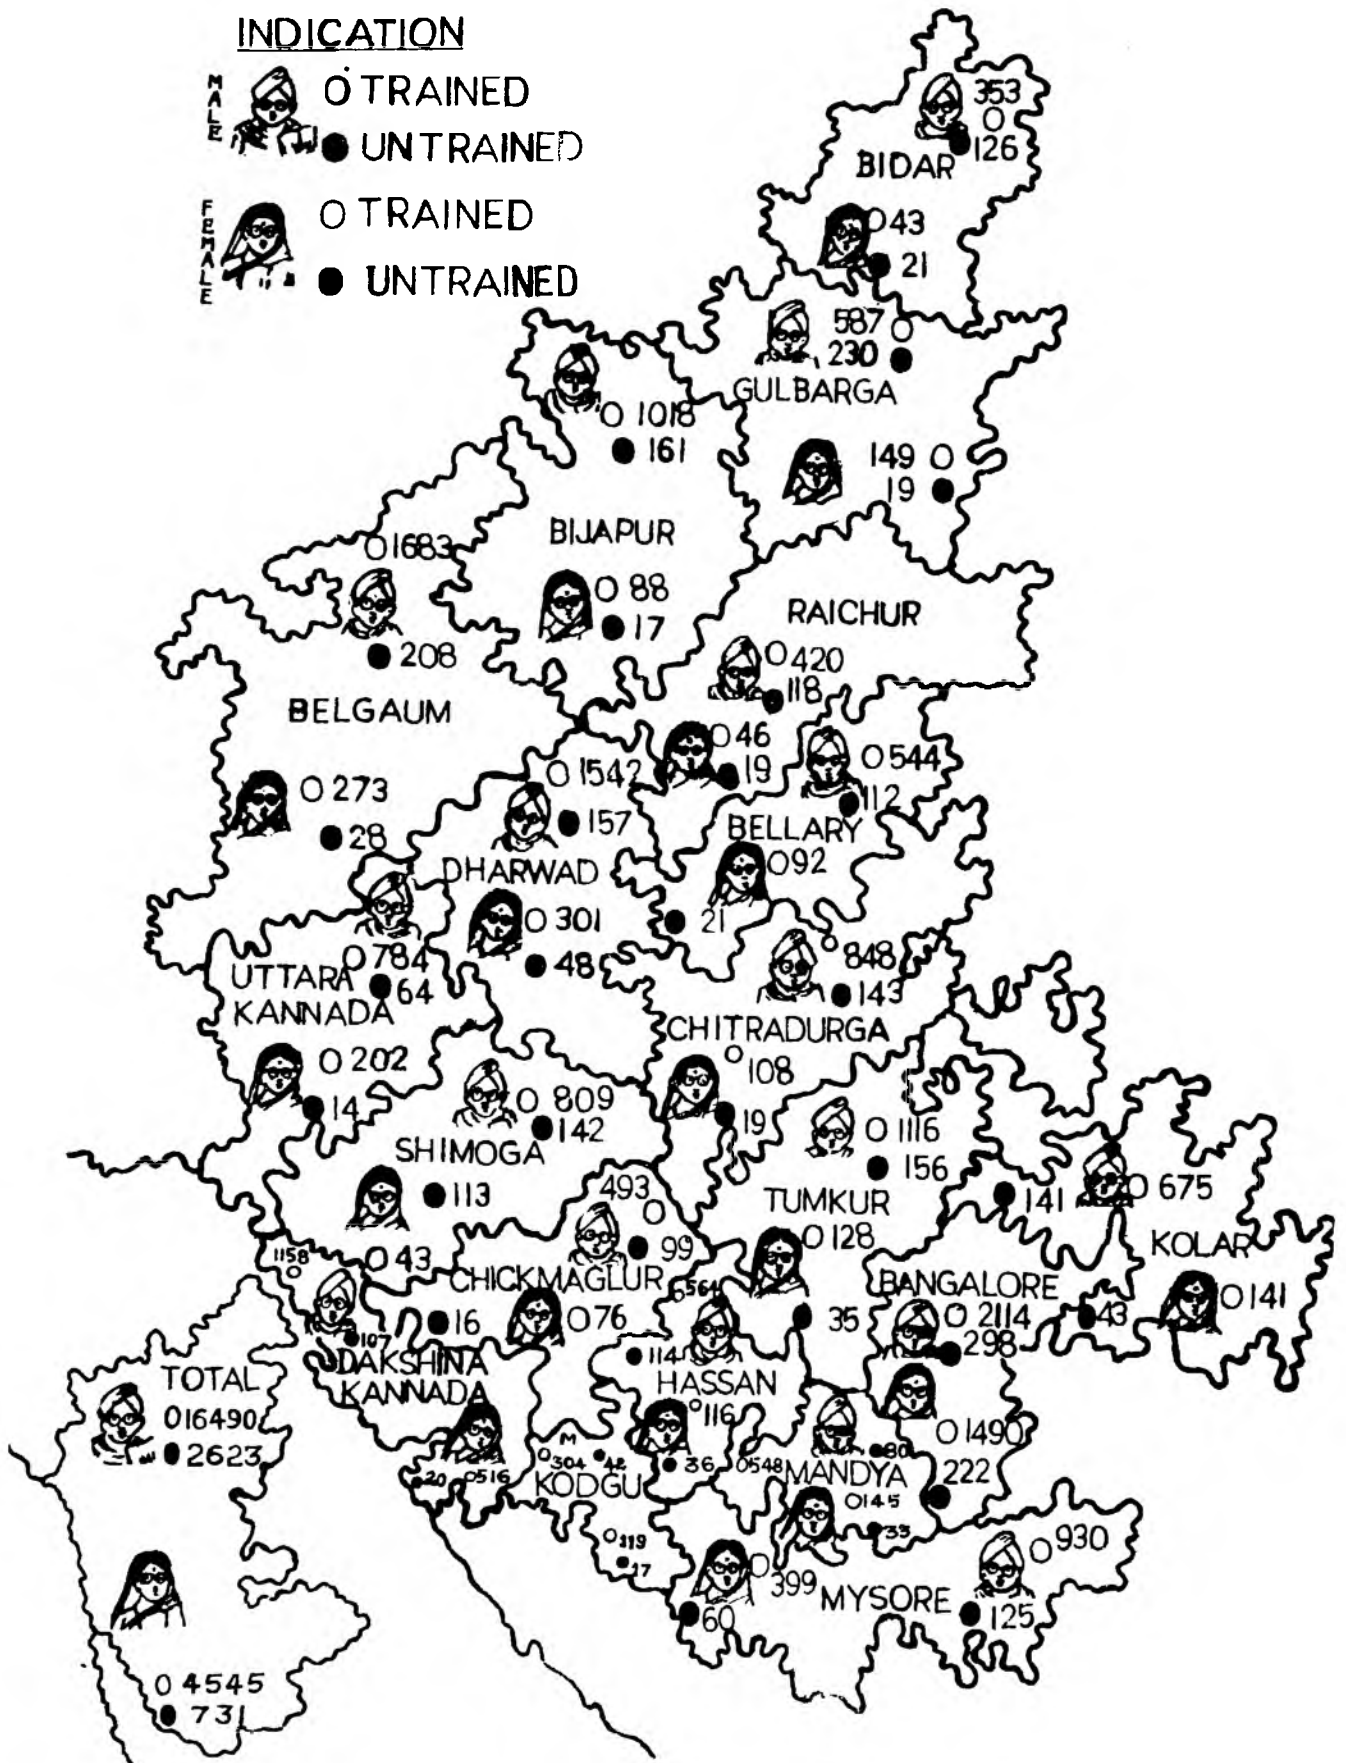 INDICATION
MALE
O TRAINED
● UNTRAINED
FEMALE
O TRAINED
● UNTRAINED
353
O
● 126
BIDAR
O 43
● 21
587 O
230 ●
GULBARGA
149 O
19 ●
O 1018
● 161
BIJAPUR
O 88
● 17
O 1683
● 208
BELGAUM
O 273
● 28
RAICHUR
O 420
● 118
O 46
● 19
O 544
● 112
BELLARY
O 92
● 21
O 1542
● 157
DHARWAD
O 301
● 48
O 784
UTTARA
● 64
KANNADA
O 202
● 14
O 848
● 143
CHITRADURGA
O 108
● 19
O 809
● 142
SHIMOGA
● 113
O 43
O 1116
● 156
TUMKUR
O 128
● 35
● 141
O 675
KOLAR
O 141
● 43
493
O
● 99
CHICKMAGLUR
O 76
● 16
1158
O
● 107
DAKSHINA
KANNADA
● 20 O 516
BANGALORE
O 2114
● 298
O 1490
● 222
O 564
● 114
HASSAN
O 116
● 36
M
O 304 ● 42
KODGU
O 119
● 17
O 548
● 80
MANDYA
O 145
● 33
O 930
● 125
MYSORE
O 399
● 60
TOTAL
O 16490
● 2623
O 4545
● 731